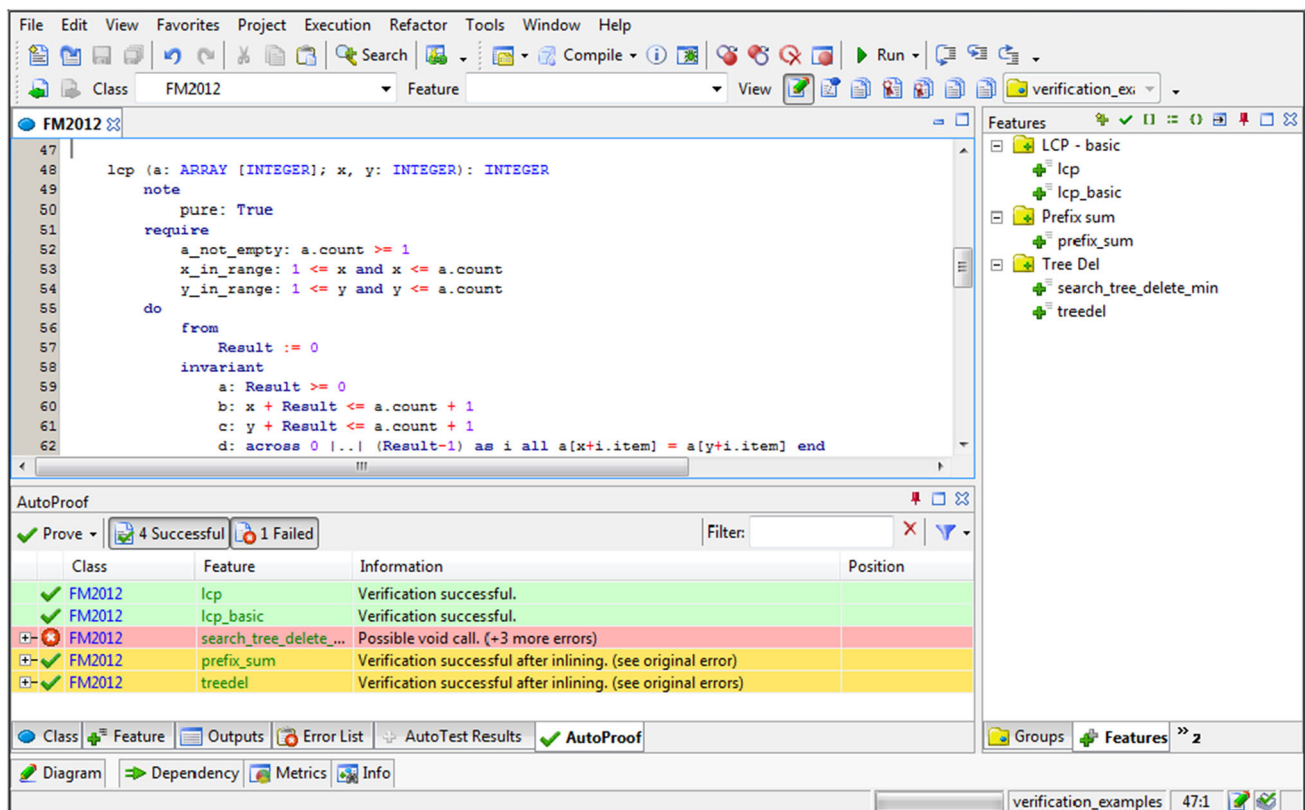 File Edit View Favorites Project Execution Refactor Tools Window Help
Search Compile Run
Class FM2012 Feature View verification_exa
FM2012
47
48 lcp (a: ARRAY [INTEGER]; x, y: INTEGER): INTEGER
49 note
50 pure: True
51 require
52 a_not_empty: a.count >= 1
53 x_in_range: 1 <= x and x <= a.count
54 y_in_range: 1 <= y and y <= a.count
55 do
56 from
57 Result := 0
58 invariant
59 a: Result >= 0
60 b: x + Result <= a.count + 1
61 c: y + Result <= a.count + 1
62 d: across 0 |..| (Result-1) as i all a[x+i.item] = a[y+i.item] end
Features
LCP - basic
lcp
lcp_basic
Prefix sum
prefix_sum
Tree Del
search_tree_delete_min
treedel
AutoProof
Prove 4 Successful 1 Failed Filter:
Class Feature Information Position
FM2012 lcp Verification successful.
FM2012 lcp_basic Verification successful.
FM2012 search_tree_delete_... Possible void call. (+3 more errors)
FM2012 prefix_sum Verification successful after inlining. (see original error)
FM2012 treedel Verification successful after inlining. (see original errors)
Class Feature Outputs Error List AutoTest Results AutoProof
Groups Features »2
Diagram Dependency Metrics Info
verification_examples 47:1